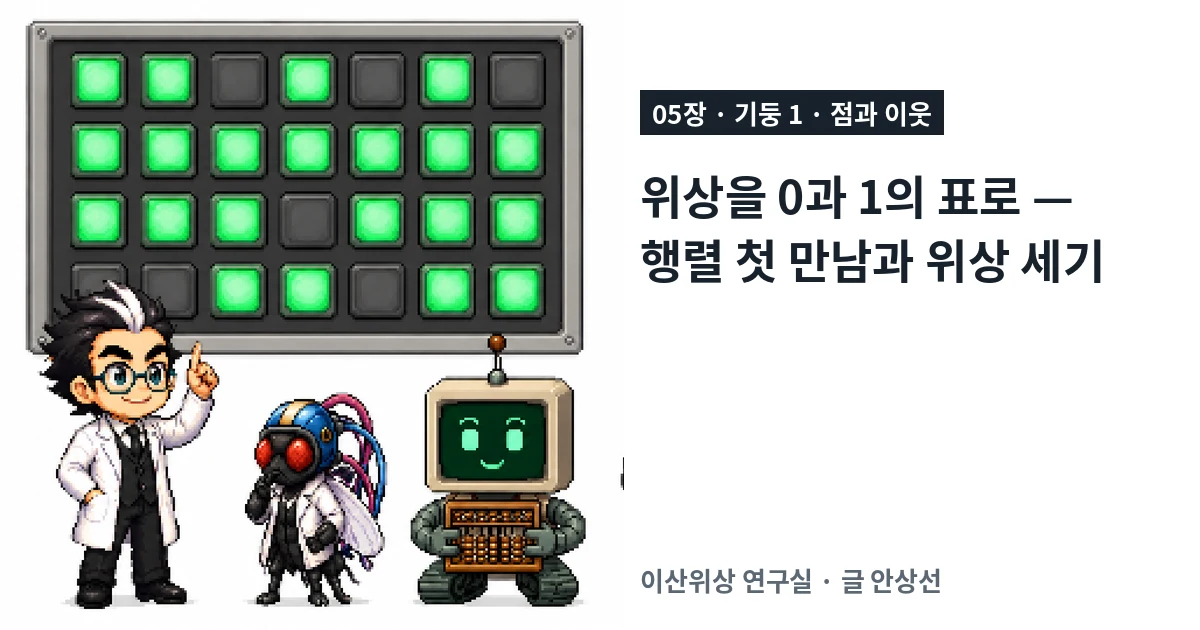 05장 · 기둥 1 · 점과 이웃
위상을 0과 1의 표로 —
행렬 첫 만남과 위상 세기
이산위상 연구실 · 글 안상선